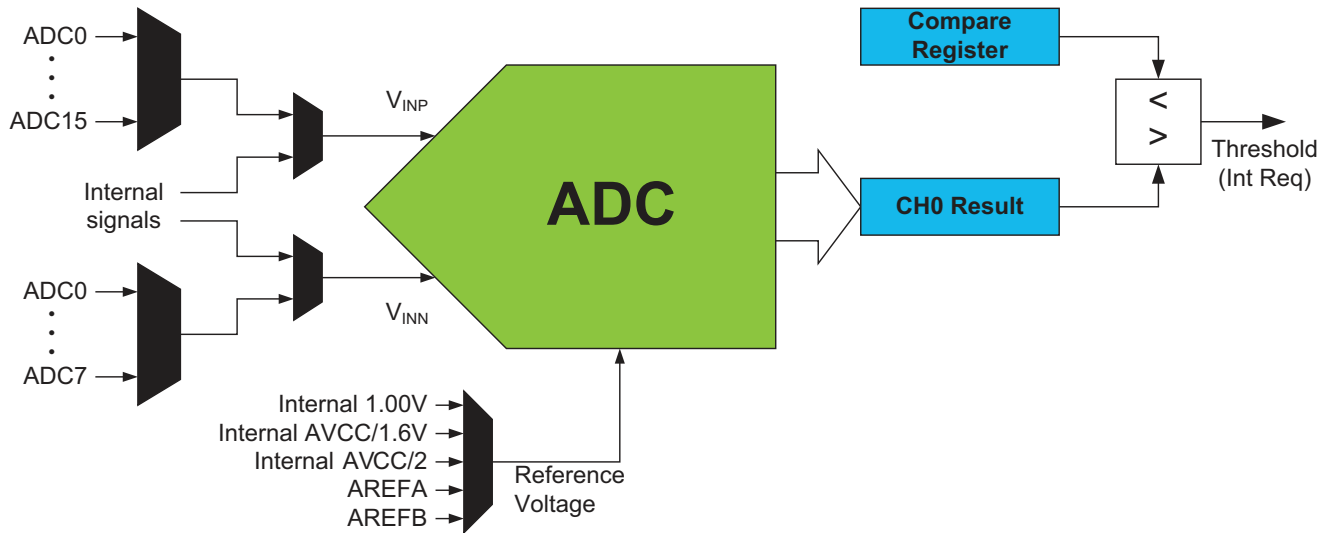 ADC0
ADC15
Internal
signals
ADC0
ADC7
V_INP
V_INN
ADC
Internal 1.00V
Internal AVCC/1.6V
Internal AVCC/2
AREFA
AREFB
Reference
Voltage
Compare
Register
CH0 Result
<
>
Threshold
(Int Req)